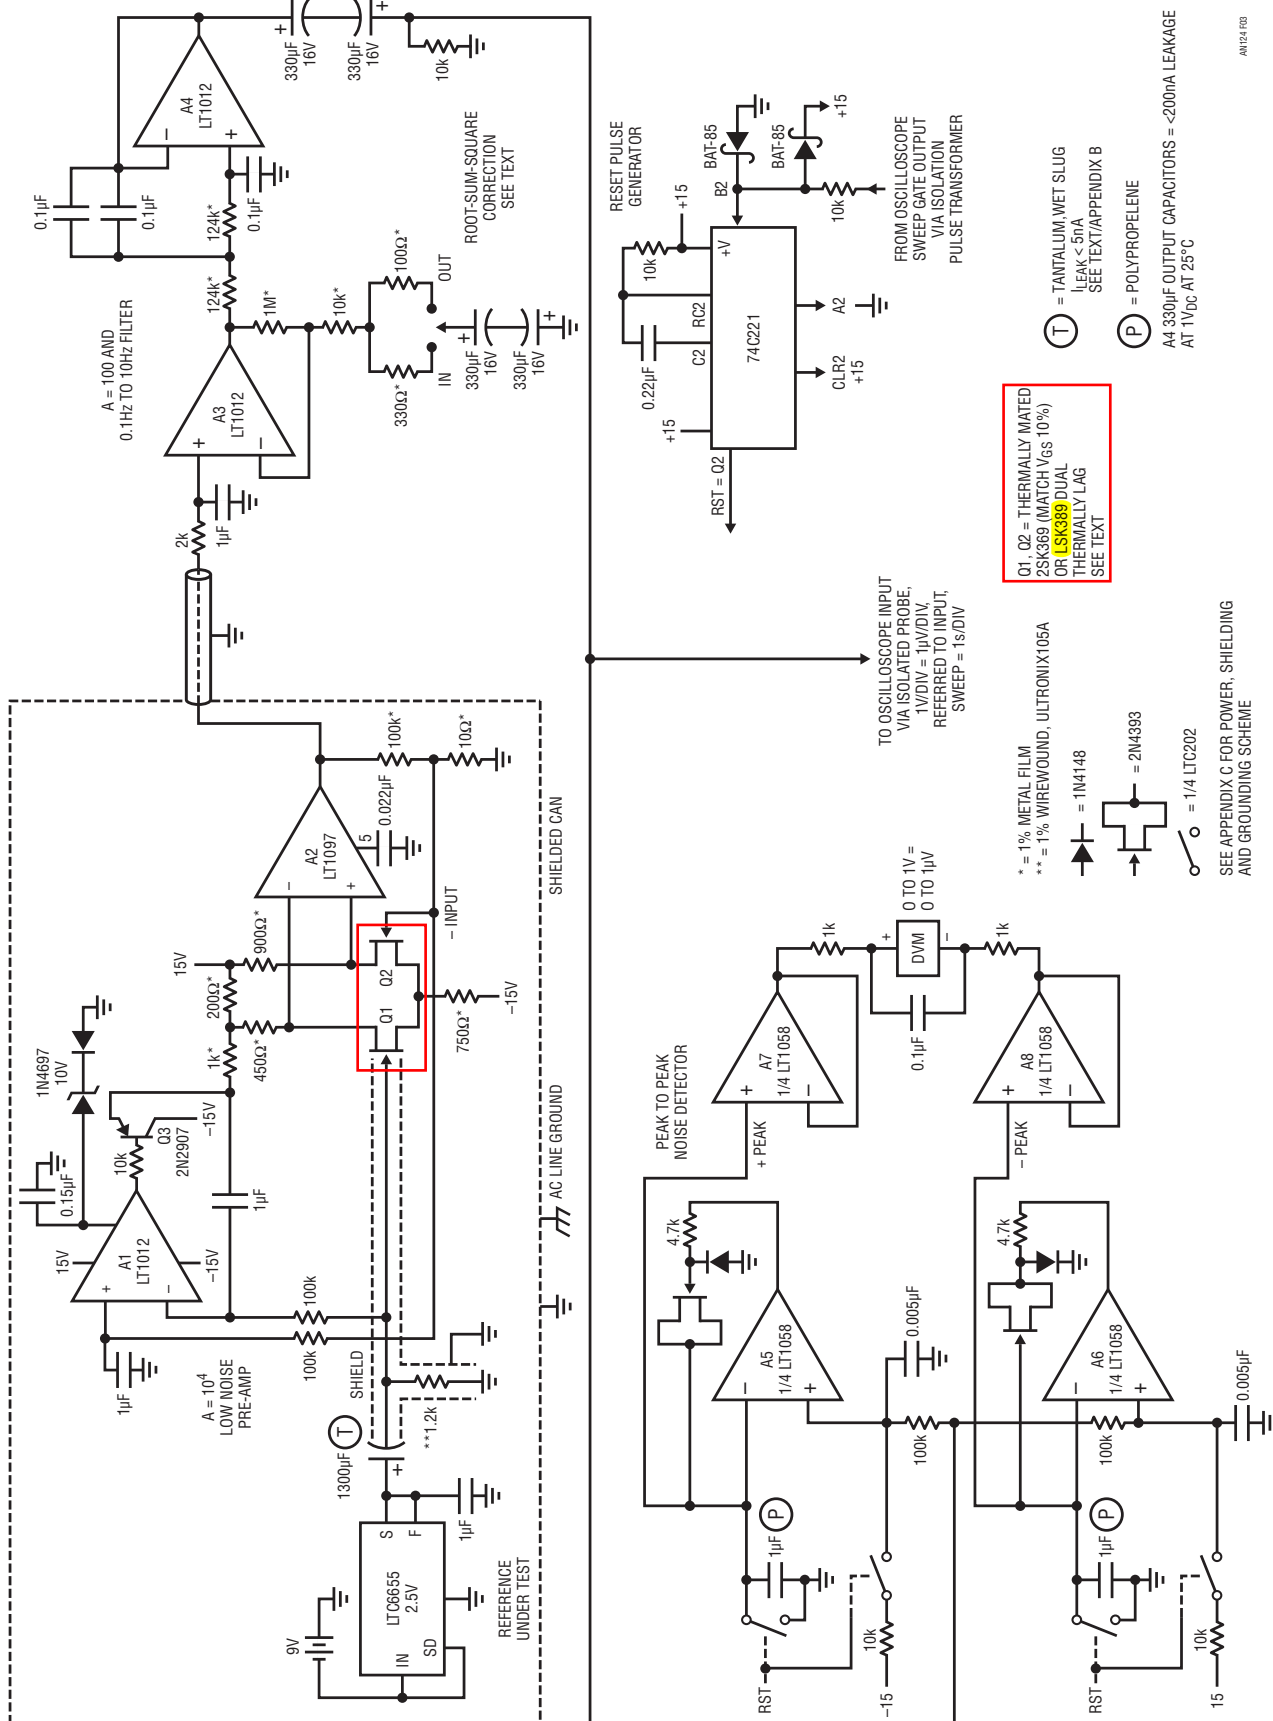 9V
IN
LTC6655
2.5V
SD
S
F
1µF
REFERENCE
UNDER TEST
1300µF
T
+
SHIELD
**1.2k
A = 10⁴
LOW NOISE
PRE-AMP
1µF
100k
100k
15V
+
A1
LT1012
–
–15V
0.15µF
1µF
10k
Q3
2N2907
–15V
1N4697
10V
1k*
200Ω*
15V
450Ω*
900Ω*
Q1
Q2
750Ω*
–15V
– INPUT
–
+
A2
LT1097
5
0.022µF
100k*
10Ω*
AC LINE GROUND
SHIELDED CAN
2k
1µF
A = 100 AND
0.1Hz TO 10Hz FILTER
+
–
A3
LT1012
124k*
1M*
10k*
330Ω*
100Ω*
IN
OUT
+
330µF
16V
330µF
16V
+
ROOT-SUM-SQUARE
CORRECTION
SEE TEXT
0.1µF
0.1µF
124k*
0.1µF
–
+
A4
LT1012
+
330µF
16V
330µF
16V
+
10k
TO OSCILLOSCOPE INPUT
VIA ISOLATED PROBE,
1V/DIV = 1µV/DIV,
REFERRED TO INPUT,
SWEEP = 1s/DIV
PEAK TO PEAK
NOISE DETECTOR
RST
1µF
P
10k
–15
–
+
A5
1/4 LT1058
4.7k
100k
0.005µF
+ PEAK
+
–
A7
1/4 LT1058
1k
0.1µF
+
DVM
–
O TO 1V =
O TO 1µV
1k
RST
1µF
P
10k
15
100k
–
+
A6
1/4 LT1058
4.7k
0.005µF
– PEAK
+
–
A8
1/4 LT1058
RESET PULSE
GENERATOR
RST = Q2
+15
0.22µF
C2
RC2
10k
+15
+V
74C221
CLR2
+15
A2
B2
BAT-85
BAT-85
+15
10k
FROM OSCILLOSCOPE
SWEEP GATE OUTPUT
VIA ISOLATION
PULSE TRANSFORMER
* = 1% METAL FILM
** = 1% WIREWOUND, ULTRONIX105A
= 1N4148
= 2N4393
= 1/4 LTC202
SEE APPENDIX C FOR POWER, SHIELDING
AND GROUNDING SCHEME
Q1, Q2 = THERMALLY MATED
2SK369 (MATCH VGS 10%)
OR LSK389 DUAL
THERMALLY LAG
SEE TEXT
T
= TANTALUM,WET SLUG
ILEAK < 5nA
SEE TEXT/APPENDIX B
P
= POLYPROPELENE
A4 330µF OUTPUT CAPACITORS = <200nA LEAKAGE
AT 1VDC AT 25°C
AN124 F03